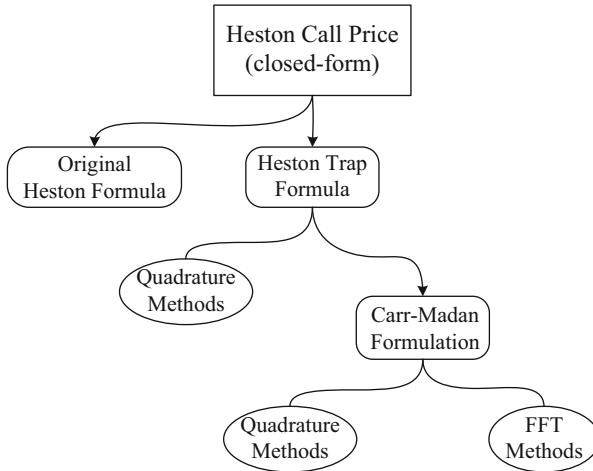 Heston Call Price
(closed-form)
Original
Heston Formula
Heston Trap
Formula
Quadrature
Methods
Carr-Madan
Formulation
Quadrature
Methods
FFT
Methods